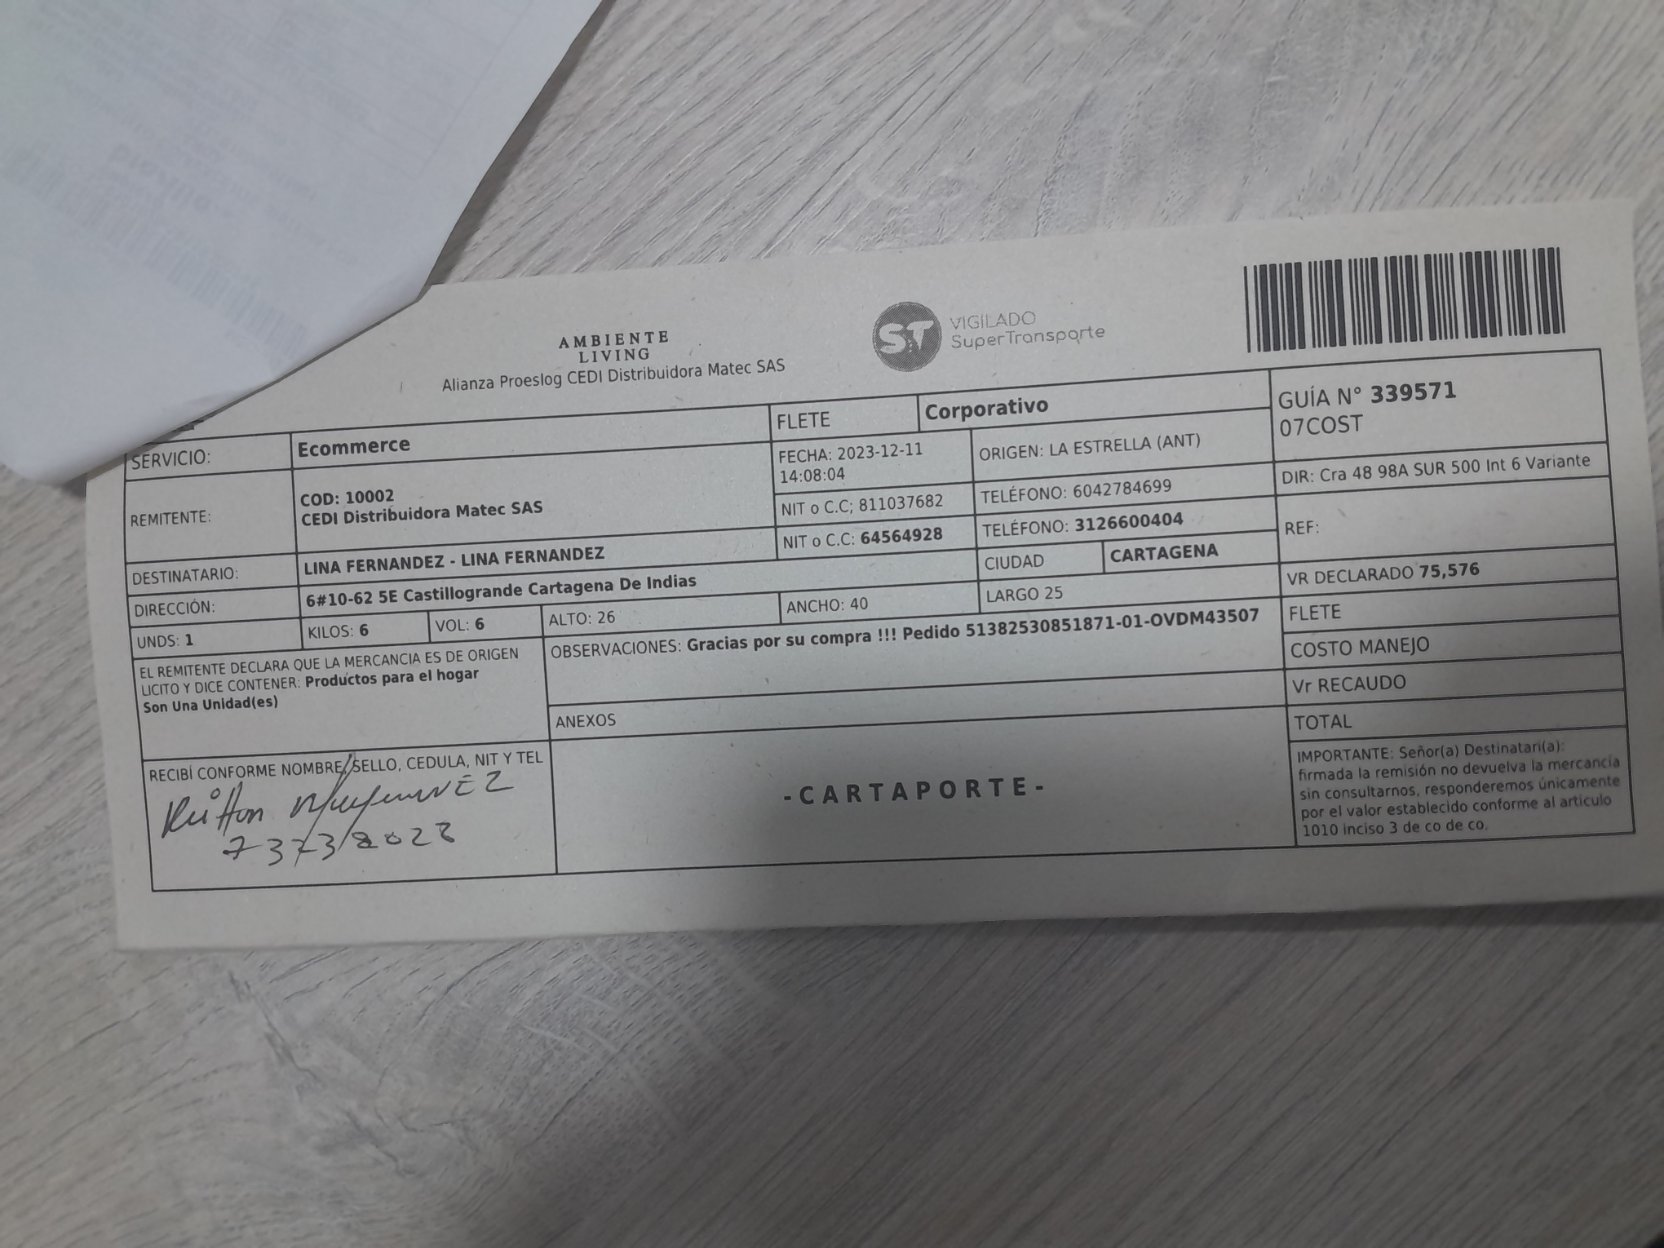 AMBIENTE
LIVING
Alianza Proeslog CEDI Distribuidora Matec SAS
ST
VIGILADO
SuperTransporte
SERVICIO:
Ecommerce
FLETE
Corporativo
GUÍA N° 339571
07COST
REMITENTE:
COD: 10002
CEDI Distribuidora Matec SAS
FECHA: 2023-12-11
14:08:04
ORIGEN: LA ESTRELLA (ANT)
DIR: Cra 48 98A SUR 500 Int 6 Variante
NIT o C.C; 811037682
TELÉFONO: 6042784699
DESTINATARIO:
LINA FERNANDEZ - LINA FERNANDEZ
NIT o C.C: 64564928
TELÉFONO: 3126600404
REF:
DIRECCIÓN:
6#10-62 5E Castillogrande Cartagena De Indias
CIUDAD
CARTAGENA
VR DECLARADO 75,576
UNDS: 1
KILOS: 6
VOL: 6
ALTO: 26
ANCHO: 40
LARGO 25
FLETE
EL REMITENTE DECLARA QUE LA MERCANCIA ES DE ORIGEN
LICITO Y DICE CONTENER: Productos para el hogar
Son Una Unidad(es)
OBSERVACIONES: Gracias por su compra !!! Pedido 51382530851871-01-OVDM43507
COSTO MANEJO
Vr RECAUDO
ANEXOS
TOTAL
RECIBÍ CONFORME NOMBRE/SELLO, CEDULA, NIT Y TEL
-CARTAPORTE-
IMPORTANTE: Señor(a) Destinatari(a):
firmada la remisión no devuelva la mercancía
sin consultarnos, responderemos únicamente
por el valor establecido conforme al articulo
1010 inciso 3 de co de co.